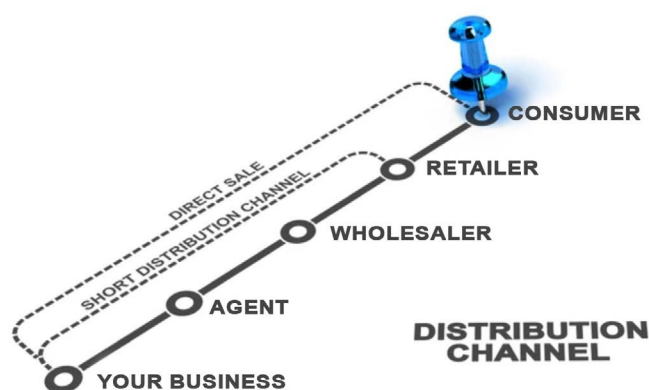 CONSUMER
RETAILER
DIRECT SALE
SHORT DISTRIBUTION CHANNEL
WHOLESALER
AGENT
DISTRIBUTION
CHANNEL
YOUR BUSINESS